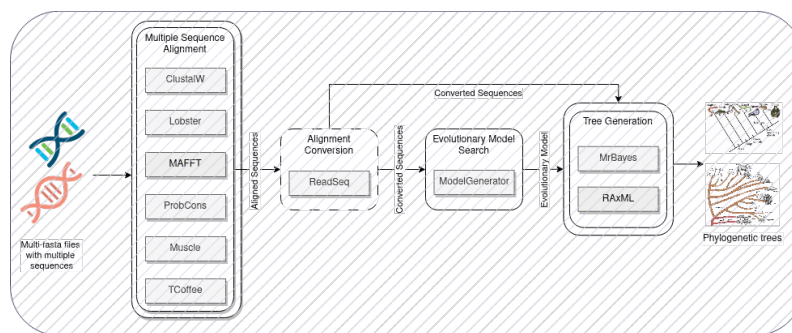 Multiple Sequence
Alignment
ClustalW
Lobster
MAFFT
ProbCons
Muscle
TCoffee
Multi-fasta files
with multiple
sequences
Aligned Sequences
Alignment
Conversion
ReadSeq
Converted Sequences
Converted Sequences
Evolutionary Model
Search
ModelGenerator
Evolutionary Model
Tree Generation
MrBayes
RAxML
Phylogenetic trees